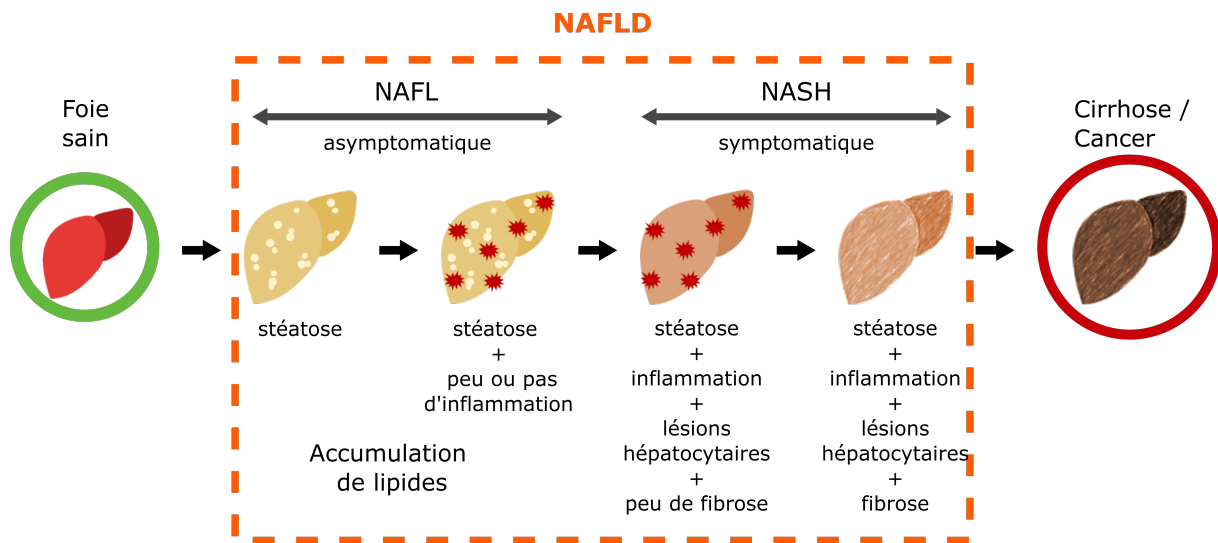 NAFLD
Foie
sain
NAFL
asymptomatique
NASH
symptomatique
Cirrhose /
Cancer
stéatose
stéatose
+
peu ou pas
d'inflammation
Accumulation
de lipides
stéatose
+
inflammation
+
lésions
hépatocytaires
+
peu de fibrose
stéatose
+
inflammation
+
lésions
hépatocytaires
+
fibrose